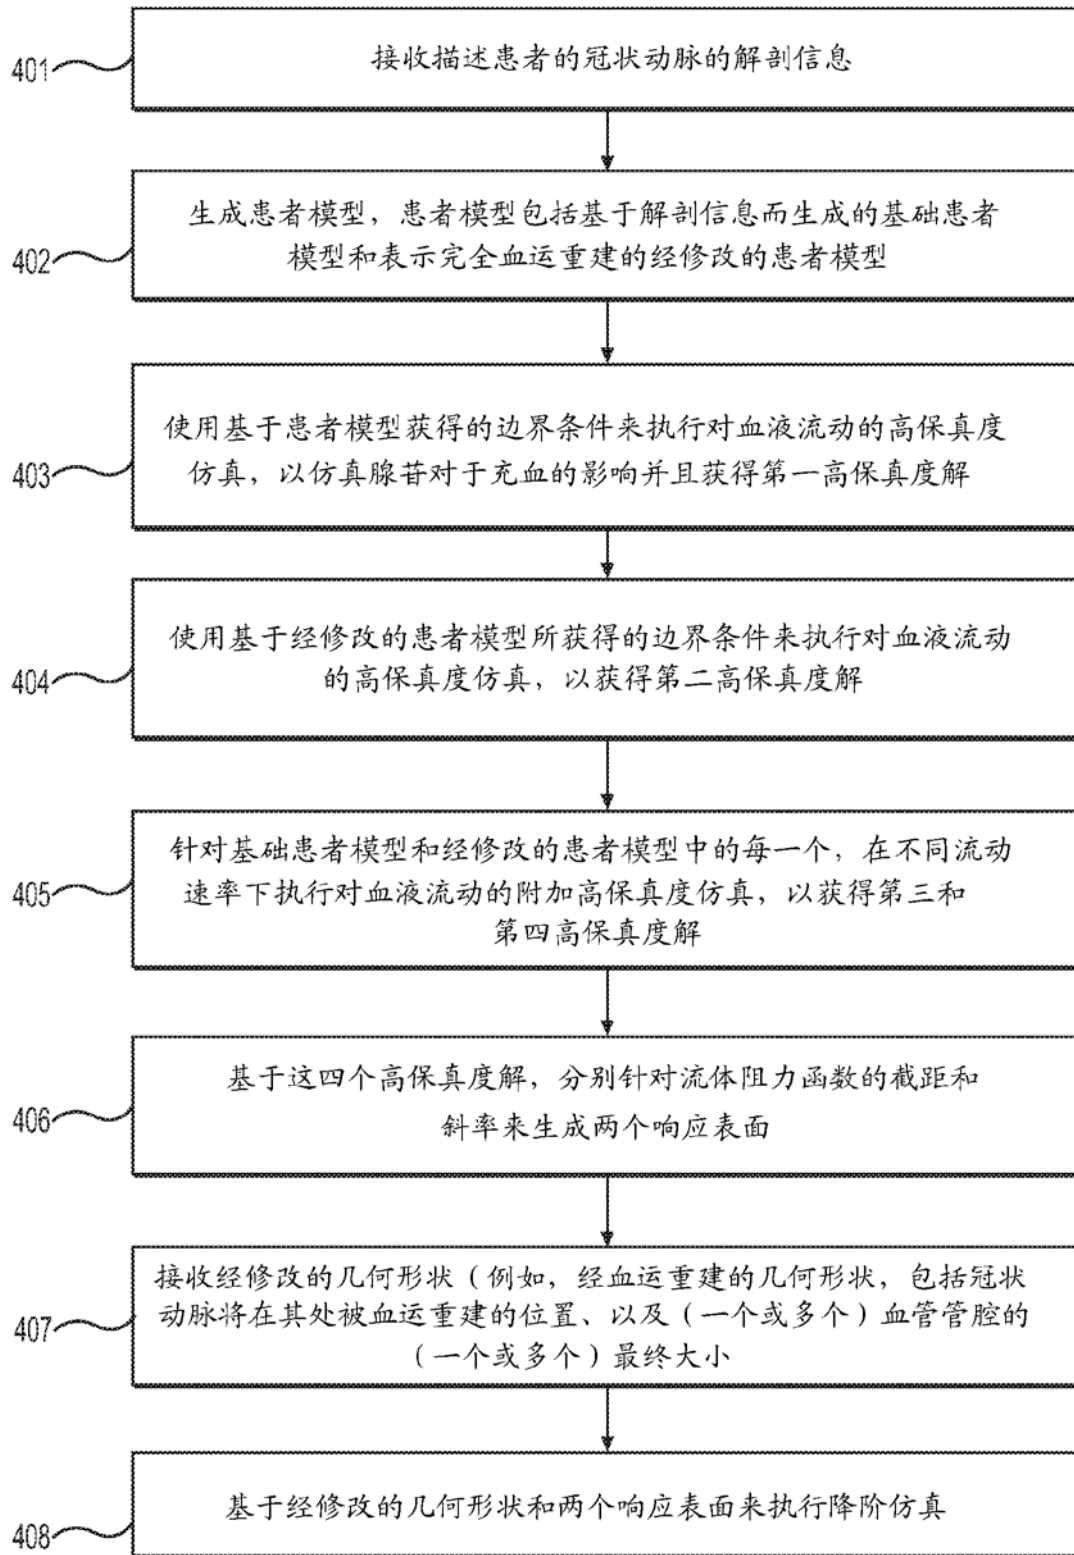 401
接收描述患者的冠状动脉的解剖信息
402
生成患者模型，患者模型包括基于解剖信息而生成的基础患者
模型和表示完全血运重建的经修改的患者模型
403
使用基于患者模型获得的边界条件来执行对血液流动的高保真度
仿真，以仿真腺苷对于充血的影响并且获得第一高保真度解
404
使用基于经修改的患者模型所获得的边界条件来执行对血液流动
的高保真度仿真，以获得第二高保真度解
405
针对基础患者模型和经修改的患者模型中的每一个，在不同流动
速率下执行对血液流动的附加高保真度仿真，以获得第三和
第四高保真度解
406
基于这四个高保真度解，分别针对流体阻力函数的截距和
斜率来生成两个响应表面
407
接收经修改的几何形状（例如，经血运重建的几何形状，包括冠状
动脉将在其处被血运重建的位置、以及（一个或多个）血管管腔的
（一个或多个）最终大小
408
基于经修改的几何形状和两个响应表面来执行降阶仿真